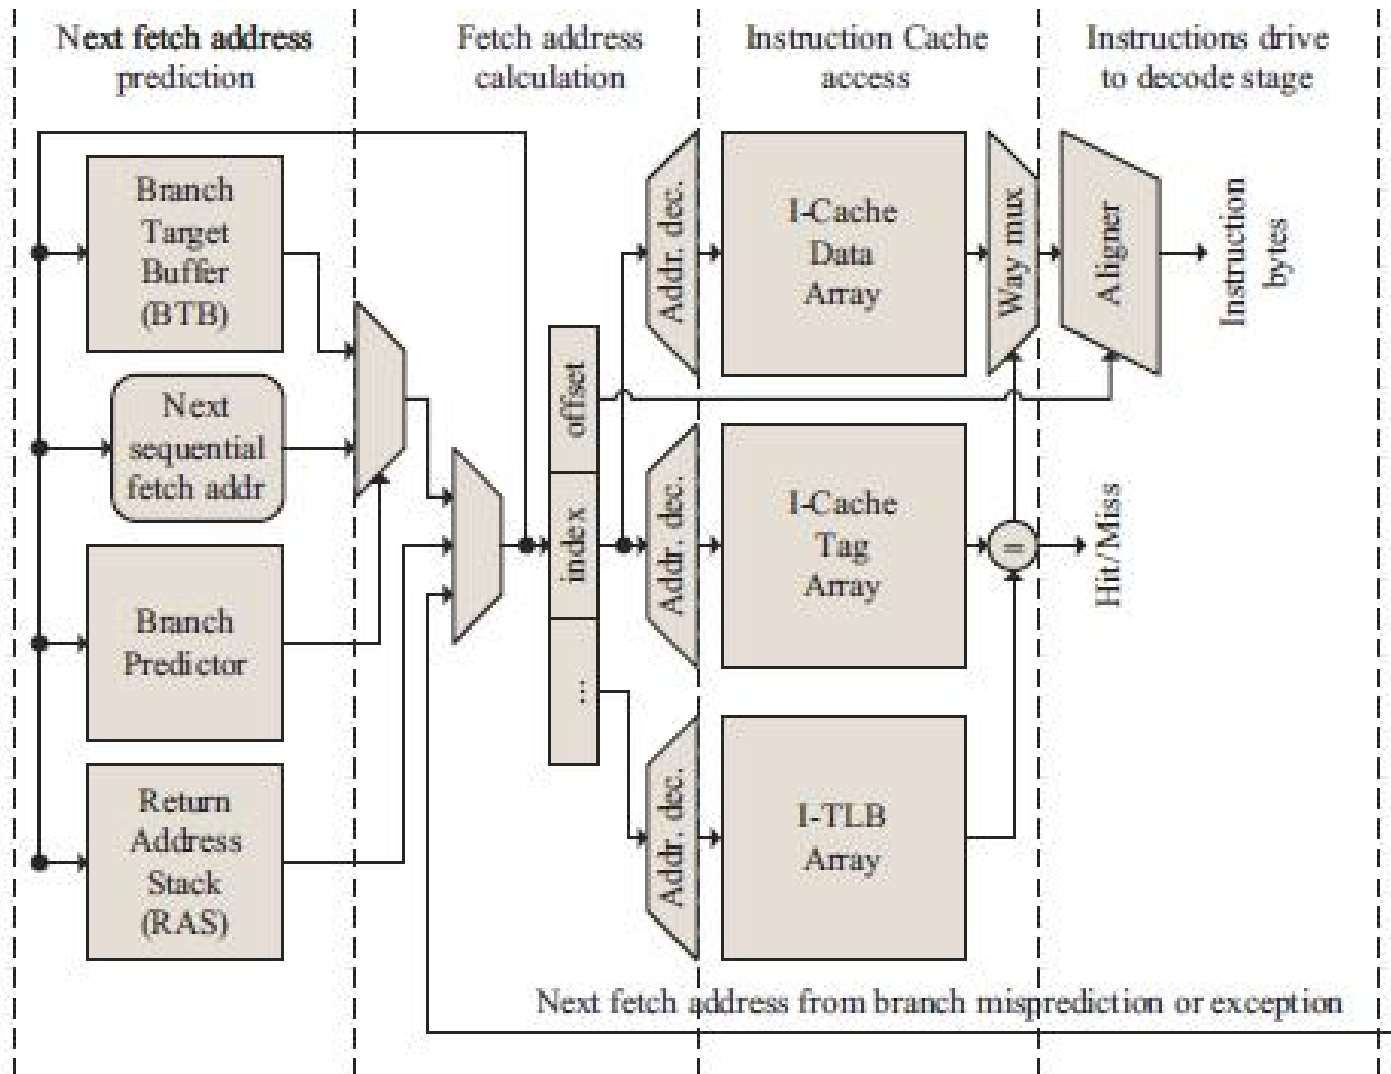 Next fetch address
prediction
Fetch address
calculation
Instruction Cache
access
Instructions drive
to decode stage
Branch
Target
Buffer
(BTB)
Next
sequential
fetch addr
Branch
Predictor
Return
Address
Stack
(RAS)
offset
index
...
Addr. dec.
I-Cache
Data
Array
Way mux
Aligner
Instruction
bytes
Addr. dec.
I-Cache
Tag
Array
=
Hit/Miss
Addr. dec.
I-TLB
Array
Next fetch address from branch misprediction or exception